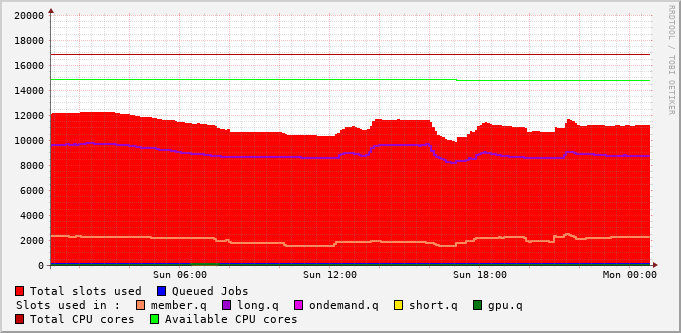 20000
18000
16000
14000
12000
10000
8000
6000
4000
2000
0
Sun 06:00 Sun 12:00 Sun 18:00 Mon 00:00
RRDTOOL / TOBI OETIKER
Total slots used Queued Jobs
Slots used in : member.q long.q ondemand.q short.q gpu.q
Total CPU cores Available CPU cores